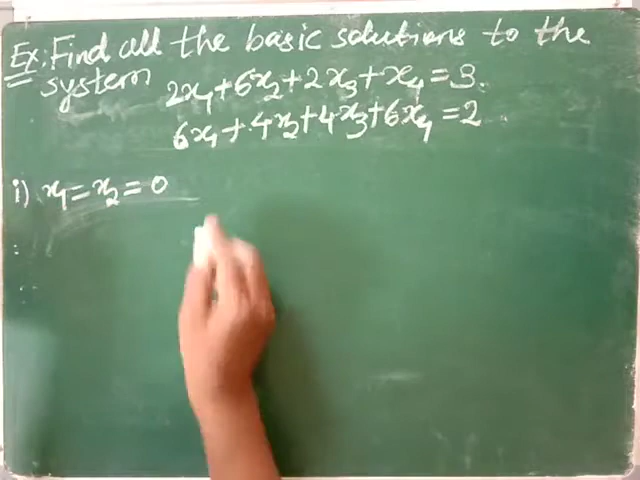 Ex: Find all the basic solutions to the
system 2x₁+6x₂+2x₃+x₄=3.
6x₁+4x₂+4x₃+6x₄=2
i) x₁=x₂=0